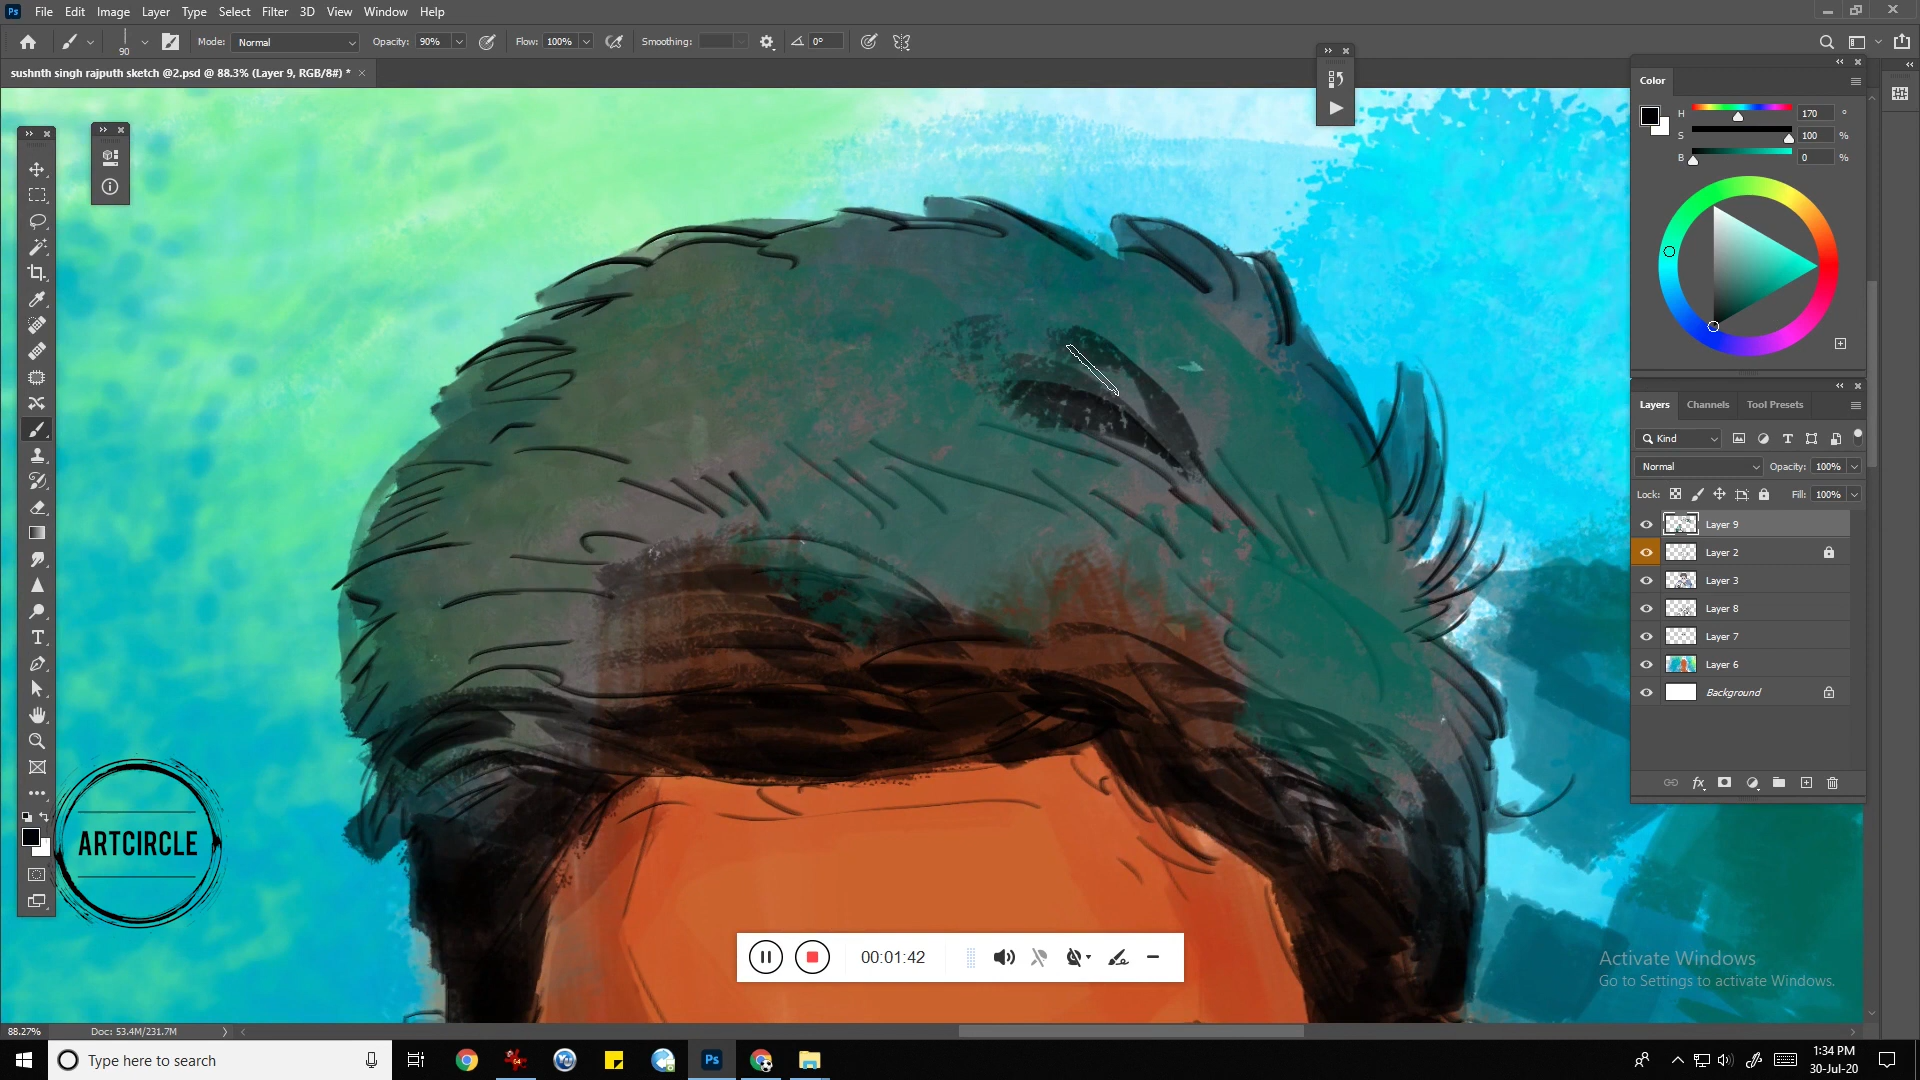 Ps File Edit Image Layer Type Select Filter 3D View Window Help
90 Mode: Normal Opacity: 90% Flow: 100% Smoothing: 0°
sushnth singh rajputh sketch @2.psd @ 88.3% (Layer 9, RGB/8#) * ×
Color
H 170 °
S 100 %
B 0 %
Layers Channels Tool Presets
Kind
Normal Opacity: 100%
Lock: Fill: 100%
Layer 9
Layer 2
Layer 3
Layer 8
Layer 7
Layer 6
Background
fx
ARTCIRCLE
00:01:42
Activate Windows
Go to Settings to activate Windows.
88.27% Doc: 53.4M/231.7M
Type here to search
Ps
1:34 PM
30-Jul-20